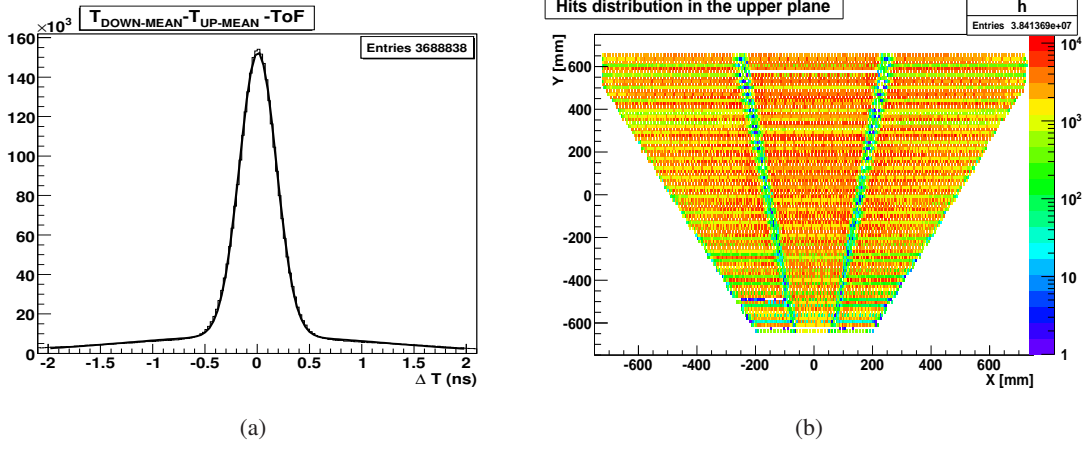 T_DOWN-MEAN-T_UP-MEAN -ToF
×10³
Entries 3688838
160
140
120
100
80
60
40
20
0
-2 -1.5 -1 -0.5 0 0.5 1 1.5 2
Δ T (ns)
(a)
Hits distribution in the upper plane
h
Entries 3.841369e+07
Y [mm]
600
400
200
0
-200
-400
-600
-600 -400 -200 0 200 400 600
X [mm]
10⁴
10³
10²
10
1
(b)